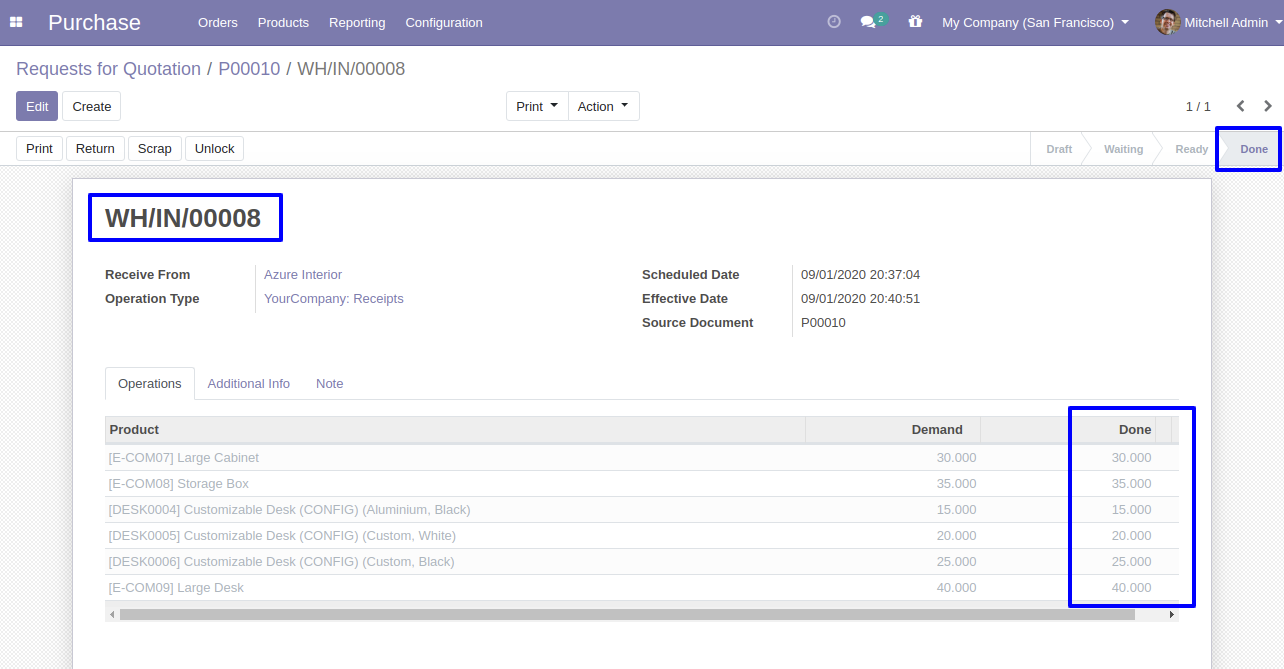 Purchase Orders Products Reporting Configuration 2 My Company (San Francisco) Mitchell Admin
Requests for Quotation / P00010 / WH/IN/00008
Edit Create Print Action 1 / 1
Print Return Scrap Unlock Draft Waiting Ready Done
WH/IN/00008
Receive From Azure Interior Scheduled Date 09/01/2020 20:37:04
Operation Type YourCompany: Receipts Effective Date 09/01/2020 20:40:51
Source Document P00010
Operations Additional Info Note
Product Demand Done
[E-COM07] Large Cabinet 30.000 30.000
[E-COM08] Storage Box 35.000 35.000
[DESK0004] Customizable Desk (CONFIG) (Aluminium, Black) 15.000 15.000
[DESK0005] Customizable Desk (CONFIG) (Custom, White) 20.000 20.000
[DESK0006] Customizable Desk (CONFIG) (Custom, Black) 25.000 25.000
[E-COM09] Large Desk 40.000 40.000